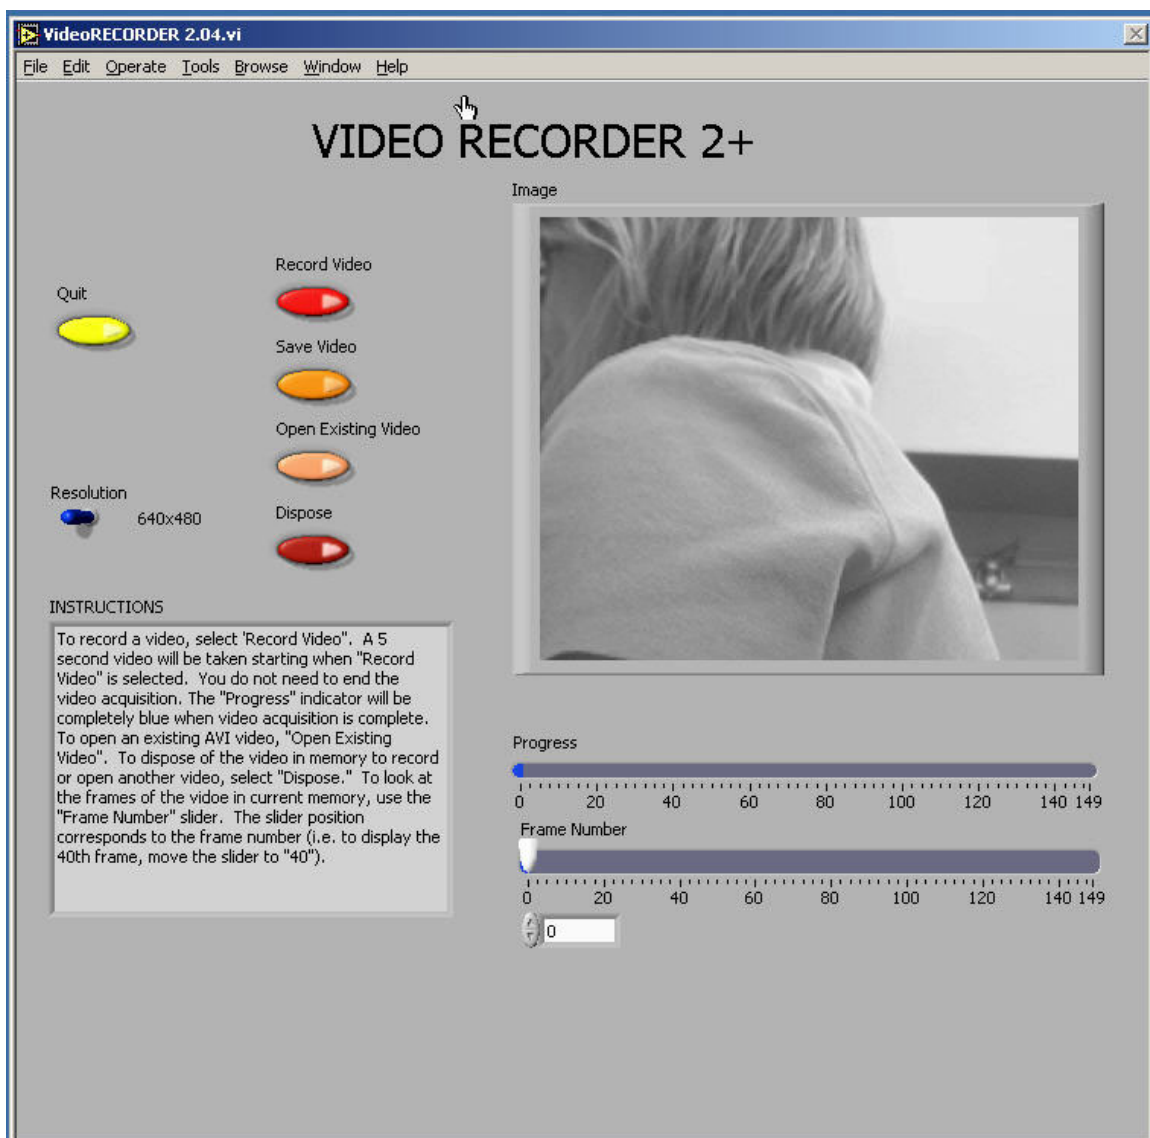 VideoRECORDER 2.04.vi
File Edit Operate Tools Browse Window Help
VIDEO RECORDER 2+
Image
Record Video
Quit
Save Video
Open Existing Video
Resolution
640x480
Dispose
INSTRUCTIONS
To record a video, select 'Record Video". A 5
second video will be taken starting when "Record
Video" is selected. You do not need to end the
video acquisition. The "Progress" indicator will be
completely blue when video acquisition is complete.
To open an existing AVI video, "Open Existing
Video". To dispose of the video in memory to record
or open another video, select "Dispose." To look at
the frames of the vidoe in current memory, use the
"Frame Number" slider. The slider position
corresponds to the frame number (i.e. to display the
40th frame, move the slider to "40").
Progress
0 20 40 60 80 100 120 140 149
Frame Number
0 20 40 60 80 100 120 140 149
0